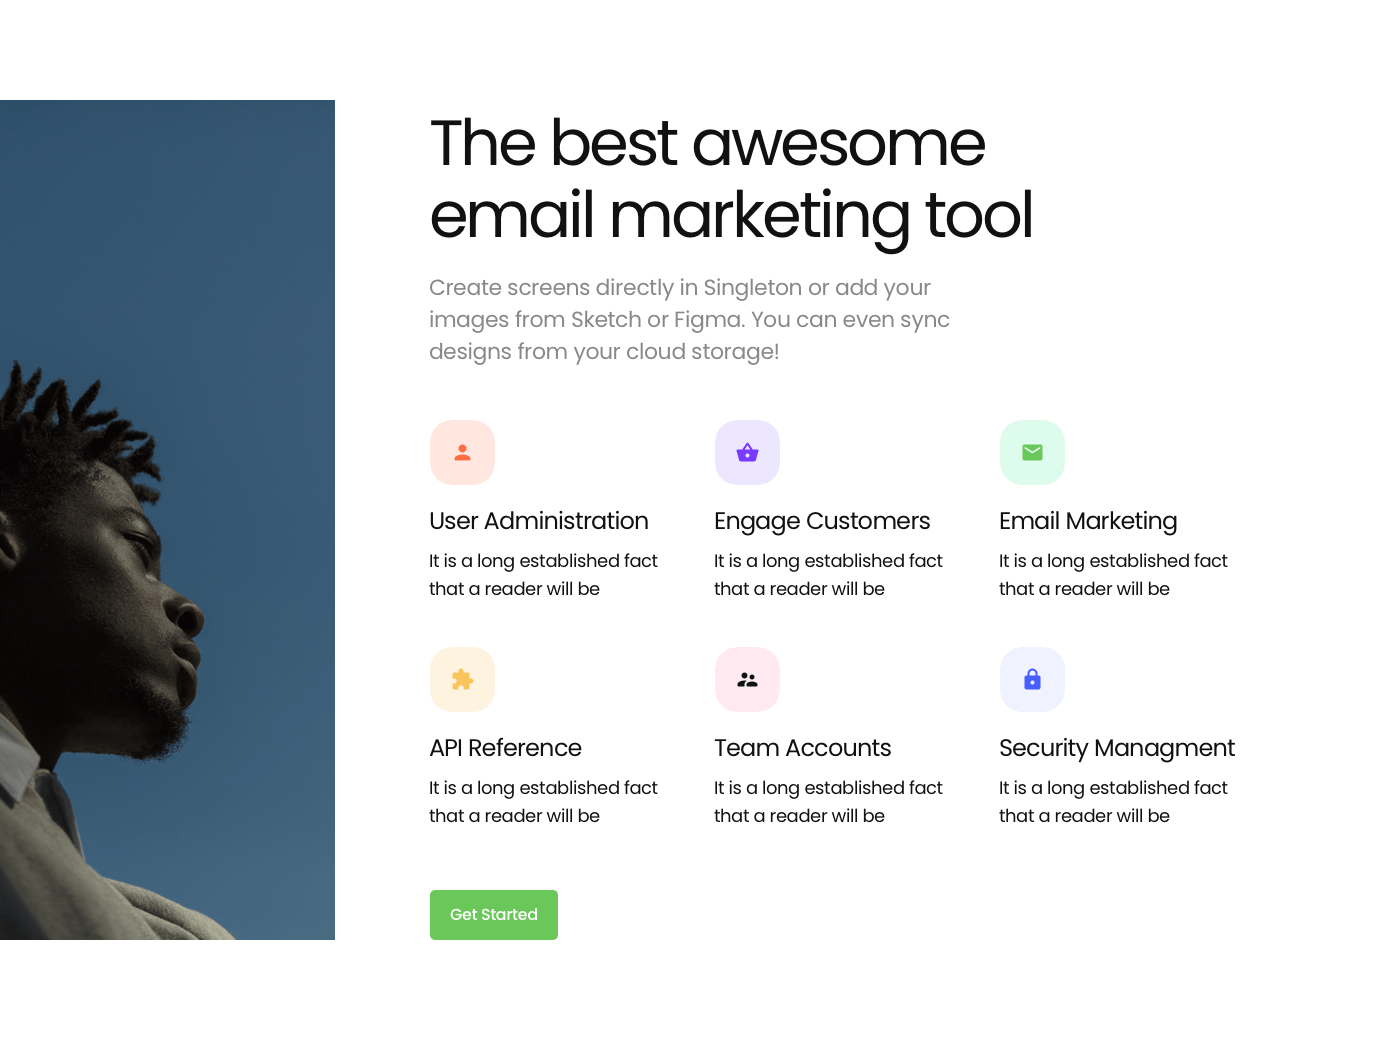 The best awesome
email marketing tool
Create screens directly in Singleton or add your
images from Sketch or Figma. You can even sync
designs from your cloud storage!
User Administration
It is a long established fact
that a reader will be
Engage Customers
It is a long established fact
that a reader will be
Email Marketing
It is a long established fact
that a reader will be
API Reference
It is a long established fact
that a reader will be
Team Accounts
It is a long established fact
that a reader will be
Security Managment
It is a long established fact
that a reader will be
Get Started